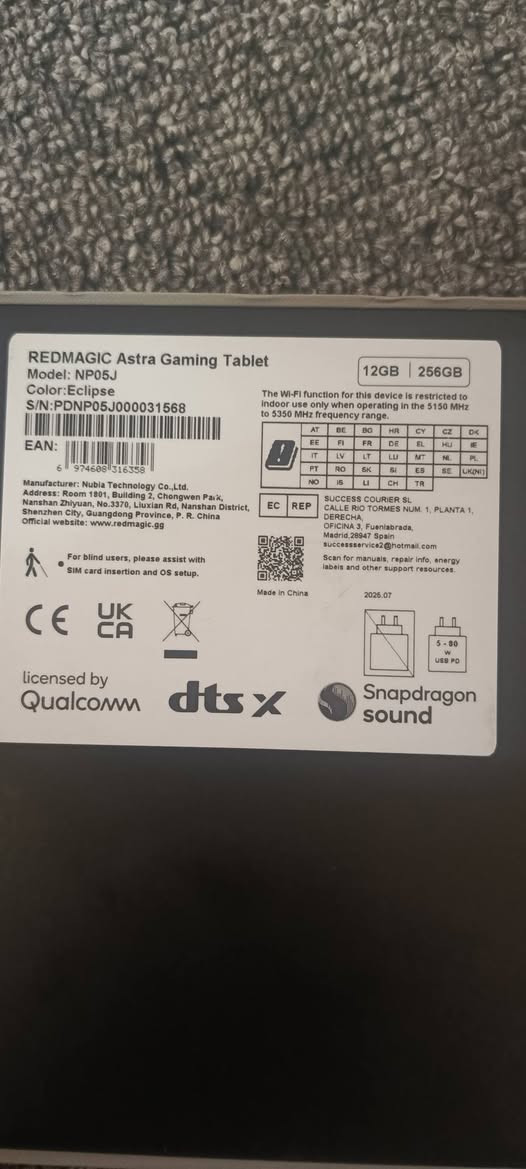 REDMAGIC Astra Gaming Tablet
Model: NP05J
Color:Eclipse
S/N:PDNP05J000031568
EAN:
6 974608 316358
Manufacturer: Nubia Technology Co.,Ltd.
Address: Room 1801, Building 2, Chongwen Park,
Nanshan Zhiyuan, No.3370, Liuxian Rd, Nanshan District,
Shenzhen City, Guangdong Province, P. R. China
Official website: www.redmagic.gg
For blind users, please assist with
SIM card insertion and OS setup.
CE
UK
CA
licensed by
Qualcomm
dts X
12GB | 256GB
The Wi-Fi function for this device is restricted to
indoor use only when operating in the 5150 MHz
to 5350 MHz frequency range.
AT BE BG HR CY CZ DK
EE FI FR DE EL HU IE
IT LV LT LU MT NL PL
PT RO SK SI ES SE UK(NI)
NO IS LI CH TR
EC REP
SUCCESS COURIER SL
CALLE RIO TORMES NUM. 1, PLANTA 1,
DERECHA,
OFICINA 3, Fuenlabrada,
Madrid,28947 Spain
successservice2@hotmail.com
Scan for manuals, repair info, energy
labels and other support resources.
Made in China
2025.07
5 - 80
W
USB PD
Snapdragon
sound